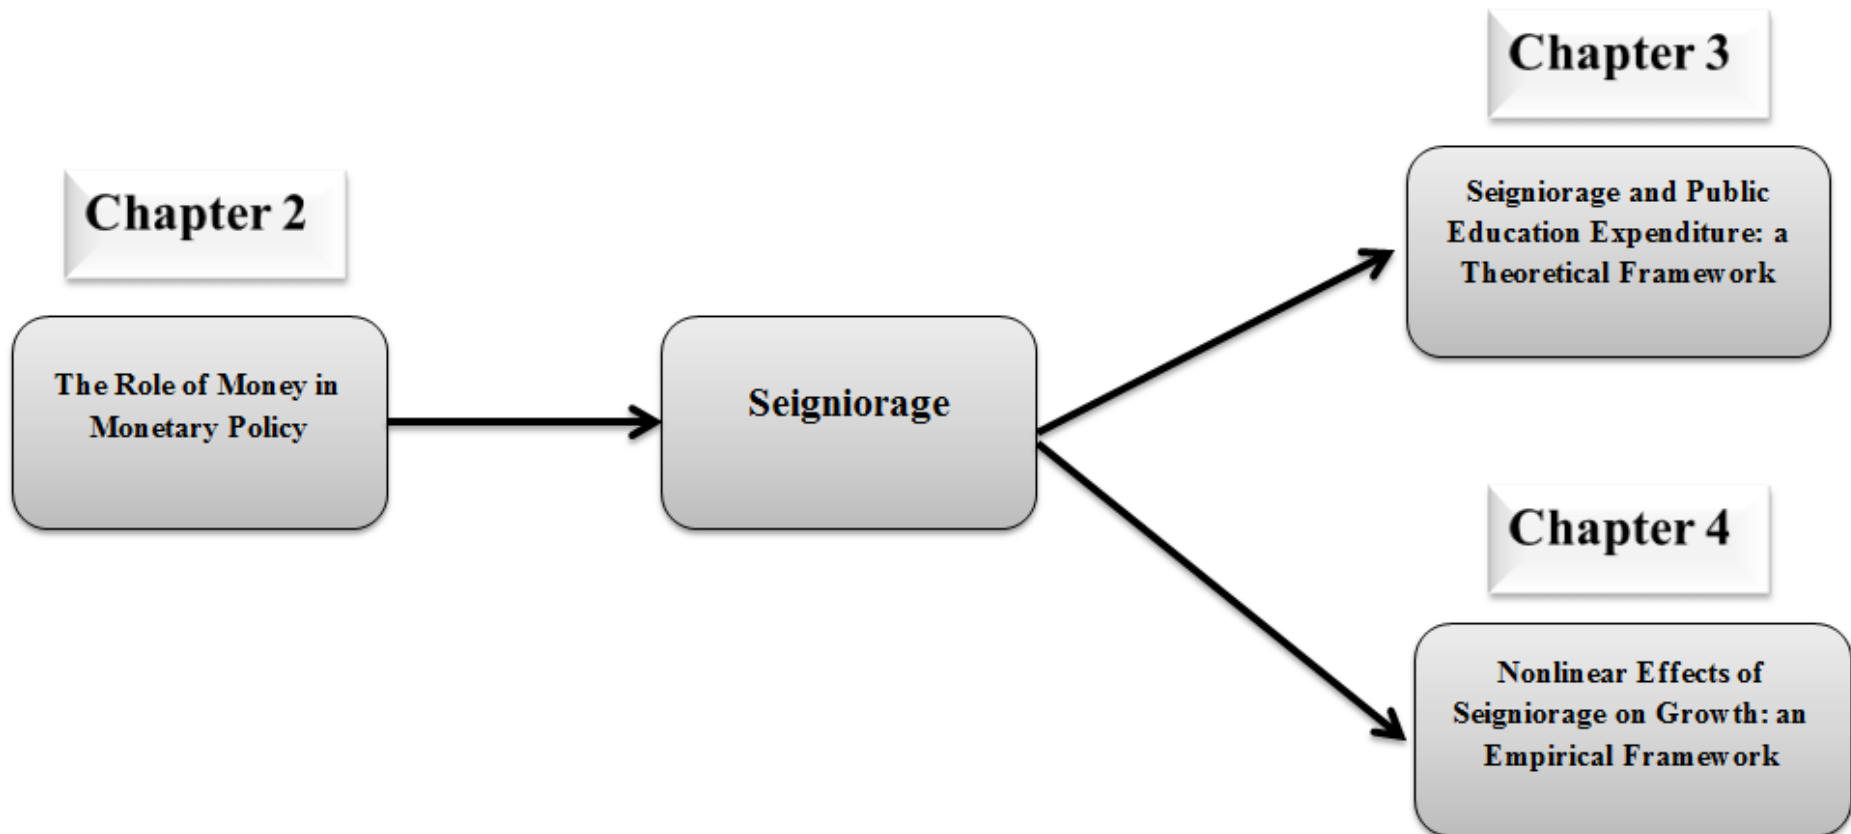 Chapter 2
The Role of Money in
Monetary Policy
Seigniorage
Chapter 3
Seigniorage and Public
Education Expenditure: a
Theoretical Framework
Chapter 4
Nonlinear Effects of
Seigniorage on Growth: an
Empirical Framework